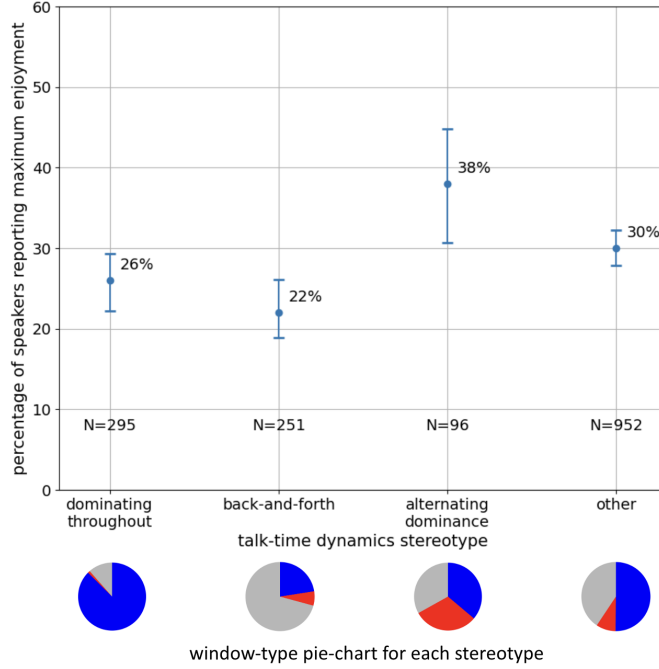 percentage of speakers reporting maximum enjoyment
60
50
40
30
20
10
0
26%
22%
38%
30%
N=295
N=251
N=96
N=952
dominating
throughout
back-and-forth
alternating
dominance
other
talk-time dynamics stereotype
window-type pie-chart for each stereotype